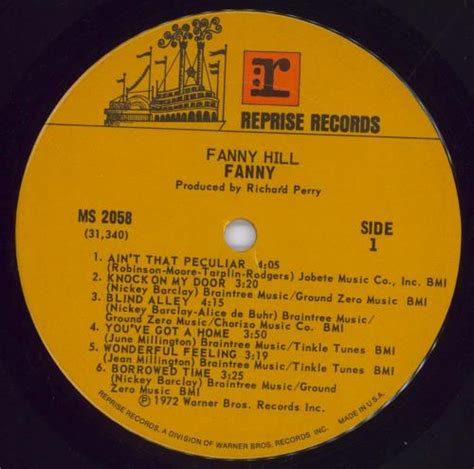 r
REPRISE RECORDS
FANNY HILL
FANNY
Produced by Richard Perry
MS 2058
(31,340)
SIDE
1
1. AIN'T THAT PECULIAR 4:05
(Robinson-Moore-Tarplin-Rodgers) Jobete Music Co., Inc. BMI
2. KNOCK ON MY DOOR 3:20
(Nickey Barclay) Braintree Music/Ground Zero Music BMI
3. BLIND ALLEY 4:15
(Nickey Barclay-Alice de Buhr) Braintree Music/
Ground Zero Music/Charizo Music Co. BMI
4. YOU'VE GOT A HOME 3:50
(June Millington) Braintree Music/Tinkle Tunes BMI
5. WONDERFUL FEELING 3:19
(Jean Millington) Braintree Music/Tinkle Tunes BMI
6. BORROWED TIME 3:25
(Nickey Barclay) Braintree Music/Ground
Zero Music BMI
℗ 1972 Warner Bros. Records Inc.
REPRISE RECORDS, A DIVISION OF WARNER BROS. RECORDS INC. MADE IN U.S.A.